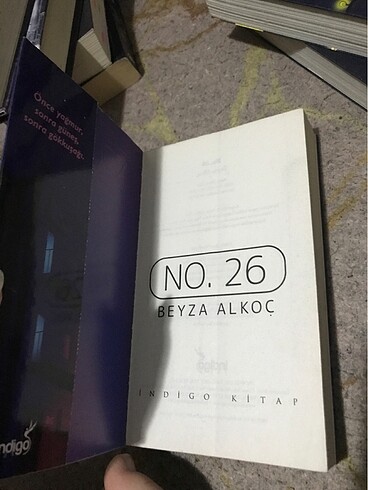 Önce yağmur,
sonra güneş,
sonra gökkuşağı.
indigo
NO. 26
BEYZA ALKOÇ
İNDİGO KİTAP